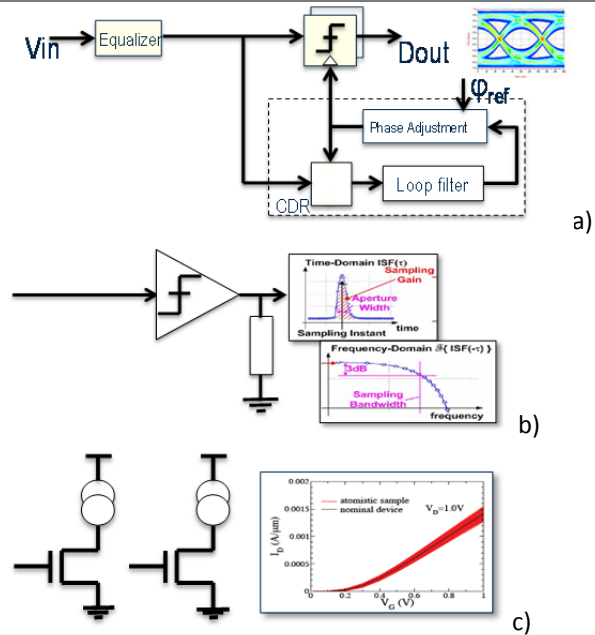 Vin
Equalizer
Dout
φref
Phase Adjustment
Loop filter
CDR
a)
Time-Domain ISF(τ)
Sampling
Gain
Aperture
Width
Sampling Instant
time
Frequency-Domain ℱ{ ISF(-τ) }
3dB
Sampling
Bandwidth
frequency
b)
0.002
atomistic sample
nominal device
VD=1.0V
0.0015
0.001
0.0005
0
ID (A/μm)
0 0.2 0.4 0.6 0.8 1
VG (V)
c)